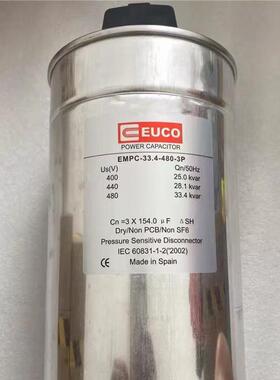 EUCO
POWER CAPACITOR
EMPC-33.4-480-3P
Us(V) Qn/50Hz
400 25.0 kvar
440 28.1 kvar
480 33.4 kvar
Cn =3 X 154.0 μF Δ SH
Dry/Non PCB/Non SF6
Pressure Sensitive Disconnector
IEC 60831-1-2('2002)
CE Made in Spain